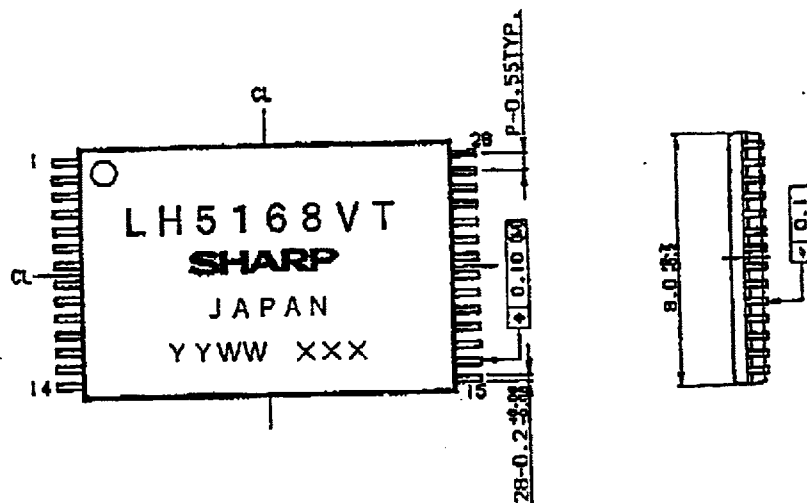 CL
P-0.55TYP.
1
28
LH5168VT
SHARP
CL
JAPAN
YYWW XXX
14
15
0.10 M
28-0.2
8.0
0.1